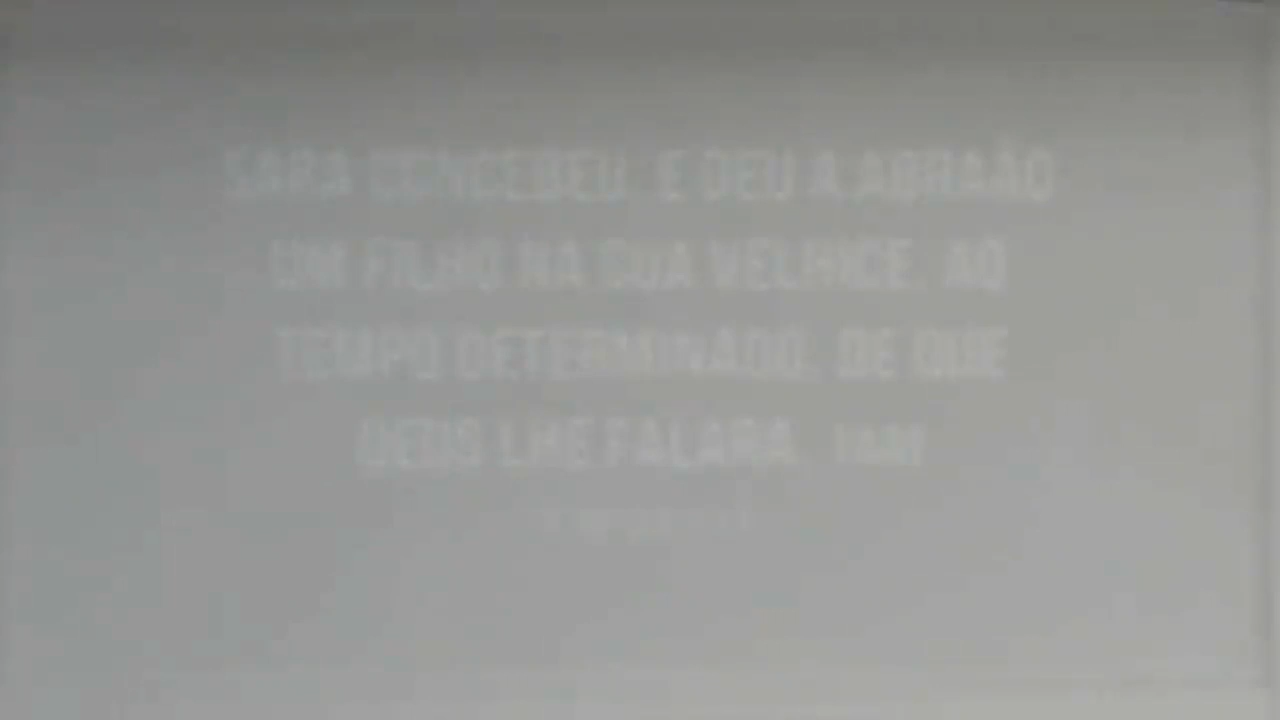 SARA CONCEBEU, E DEU A ABRAÃO
UM FILHO NA SUA VELHICE, AO
TEMPO DETERMINADO, DE QUE
DEUS LHE FALARA.